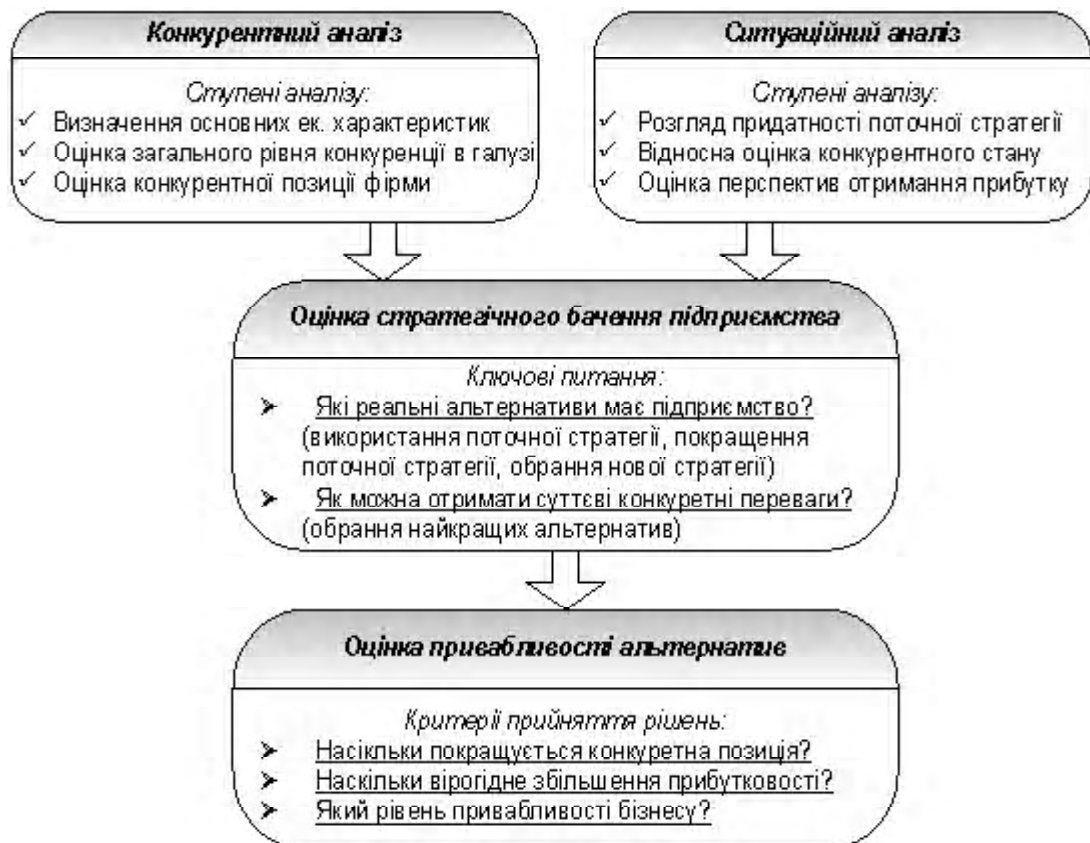 Конкурентний аналіз
Ступені аналізу:
✓ Визначення основних ек. характеристик
✓ Оцінка загального рівня конкуренції в галузі
✓ Оцінка конкурентної позиції фірми
Ситуаційний аналіз
Ступені аналізу:
✓ Розгляд придатності поточної стратегії
✓ Відносна оцінка конкурентного стану
✓ Оцінка перспектив отримання прибутку
Оцінка стратегічного бачення підприємства
Ключові питання:
➢ Які реальні альтернативи має підприємство?
(використання поточної стратегії, покращення
поточної стратегії, обрання нової стратегії)
➢ Як можна отримати суттєві конкуретні переваги?
(обрання найкращих альтернатив)
Оцінка привабливості альтернатив
Критерії прийняття рішень:
➢ Насікльки покращується конкуретна позиція?
➢ Наскільки вірогідне збільшення прибутковості?
➢ Який рівень привабливості бізнесу?